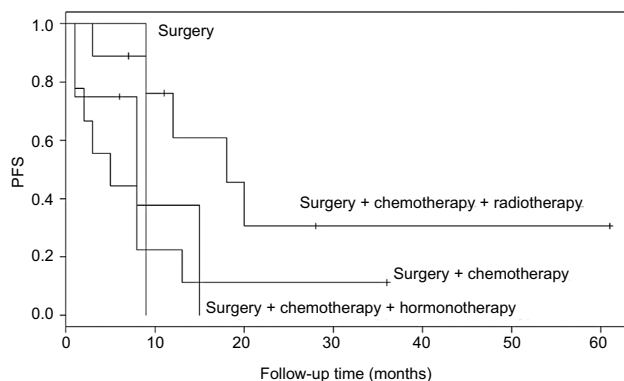 Surgery
1.0
0.8
0.6
0.4
0.2
0.0
PFS
Surgery + chemotherapy + radiotherapy
Surgery + chemotherapy
Surgery + chemotherapy + hormonotherapy
0 10 20 30 40 50 60
Follow-up time (months)